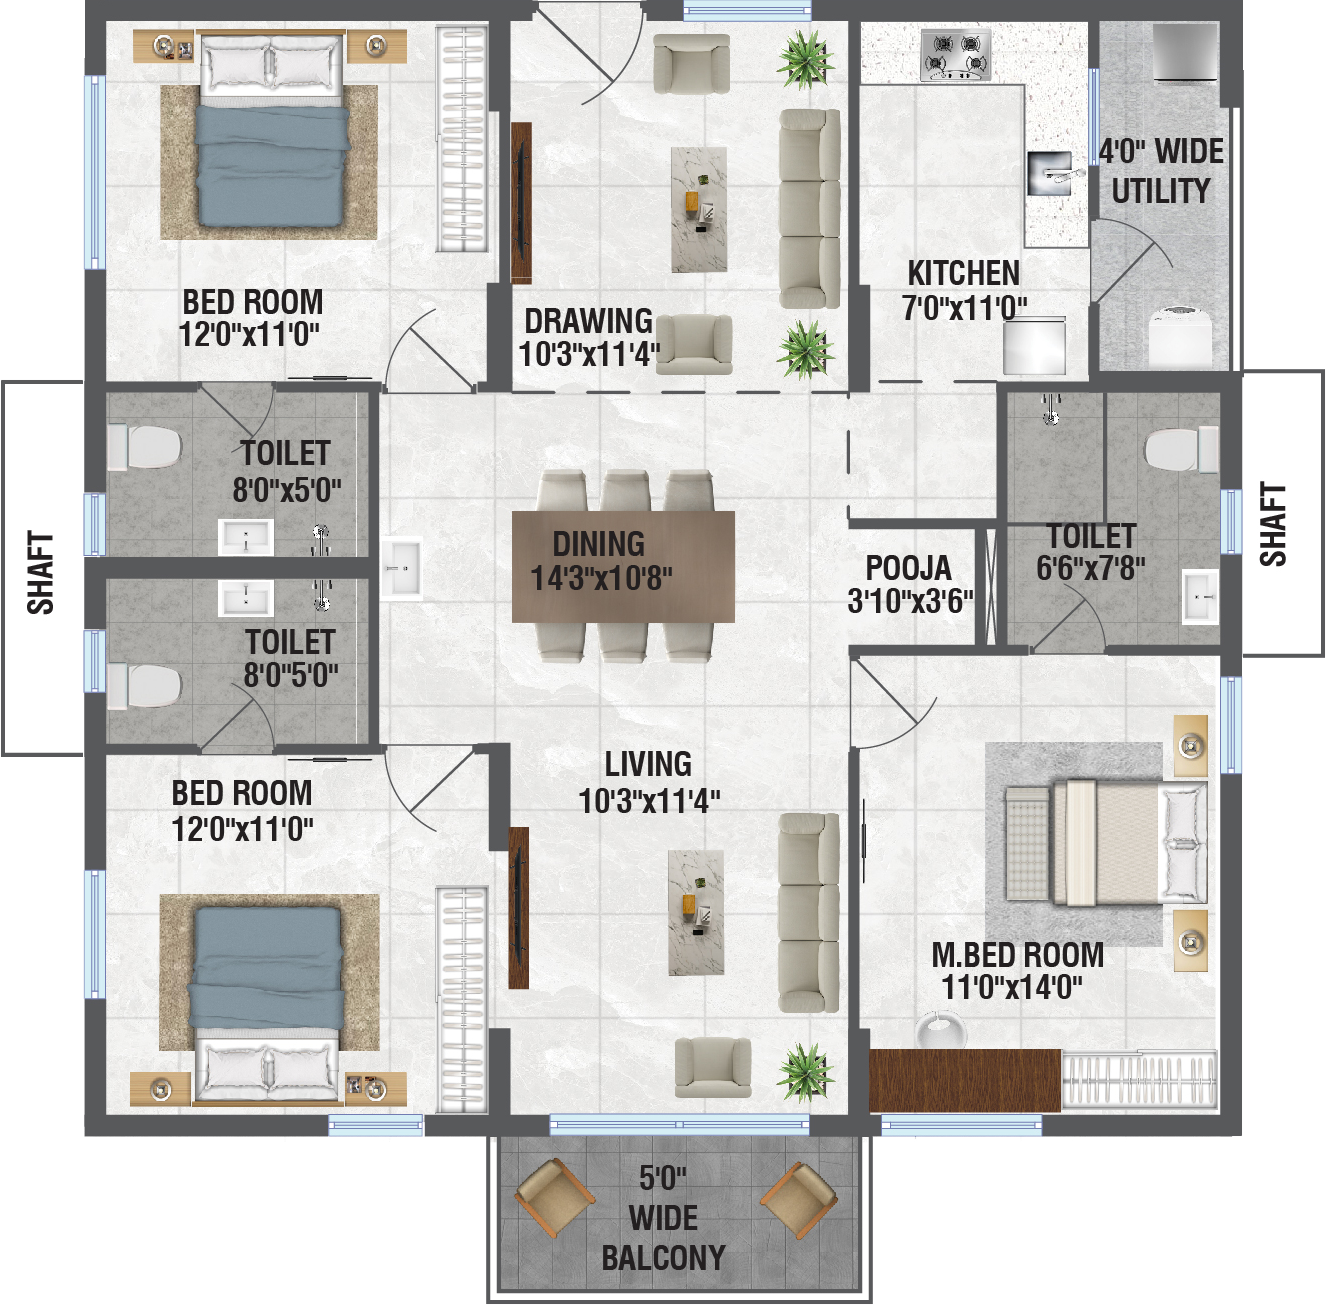 4'0" WIDE
UTILITY
KITCHEN
7'0"x11'0"
BED ROOM
12'0"x11'0"
DRAWING
10'3"x11'4"
TOILET
8'0"x5'0"
SHAFT
DINING
14'3"x10'8"
POOJA
3'10"x3'6"
TOILET
6'6"x7'8"
SHAFT
TOILET
8'0"5'0"
BED ROOM
12'0"x11'0"
LIVING
10'3"x11'4"
M.BED ROOM
11'0"x14'0"
5'0"
WIDE
BALCONY